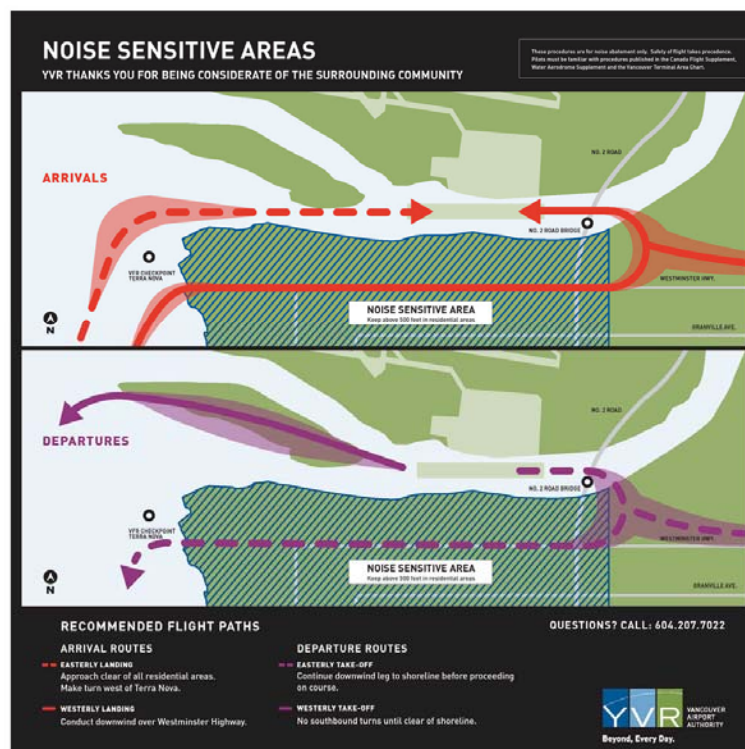 NOISE SENSITIVE AREAS
YVR THANKS YOU FOR BEING CONSIDERATE OF THE SURROUNDING COMMUNITY
These procedures are for noise abatement only. Safety of flight takes precedence.
Pilots must be familiar with procedures published in the Canada Flight Supplement,
Water Aerodrome Supplement and the Vancouver Terminal Area Chart.
NO. 2 ROAD
ARRIVALS
NO. 2 ROAD BRIDGE
VFR CHECKPOINT
TERRA NOVA
WESTMINSTER HWY.
NOISE SENSITIVE AREA
Keep above 500 feet in residential areas
GRANVILLE AVE.
N
NO. 2 ROAD
DEPARTURES
NO. 2 ROAD BRIDGE
VFR CHECKPOINT
TERRA NOVA
WESTMINSTER HWY.
NOISE SENSITIVE AREA
Keep above 500 feet in residential areas
GRANVILLE AVE.
N
RECOMMENDED FLIGHT PATHS
QUESTIONS? CALL: 604.207.7022
ARRIVAL ROUTES
EASTERLY LANDING
Approach clear of all residential areas.
Make turn west of Terra Nova.
WESTERLY LANDING
Conduct downwind over Westminster Highway.
DEPARTURE ROUTES
EASTERLY TAKE-OFF
Continue downwind leg to shoreline before proceeding
on course.
WESTERLY TAKE-OFF
No southbound turns until clear of shoreline.
YVR
VANCOUVER
AIRPORT
AUTHORITY
Beyond, Every Day.